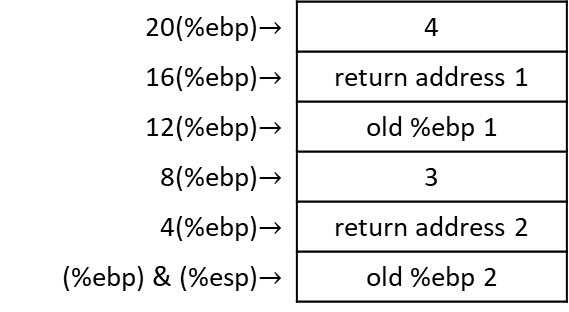 20(%ebp)→ 4
16(%ebp)→ return address 1
12(%ebp)→ old %ebp 1
8(%ebp)→ 3
4(%ebp)→ return address 2
(%ebp) & (%esp)→ old %ebp 2